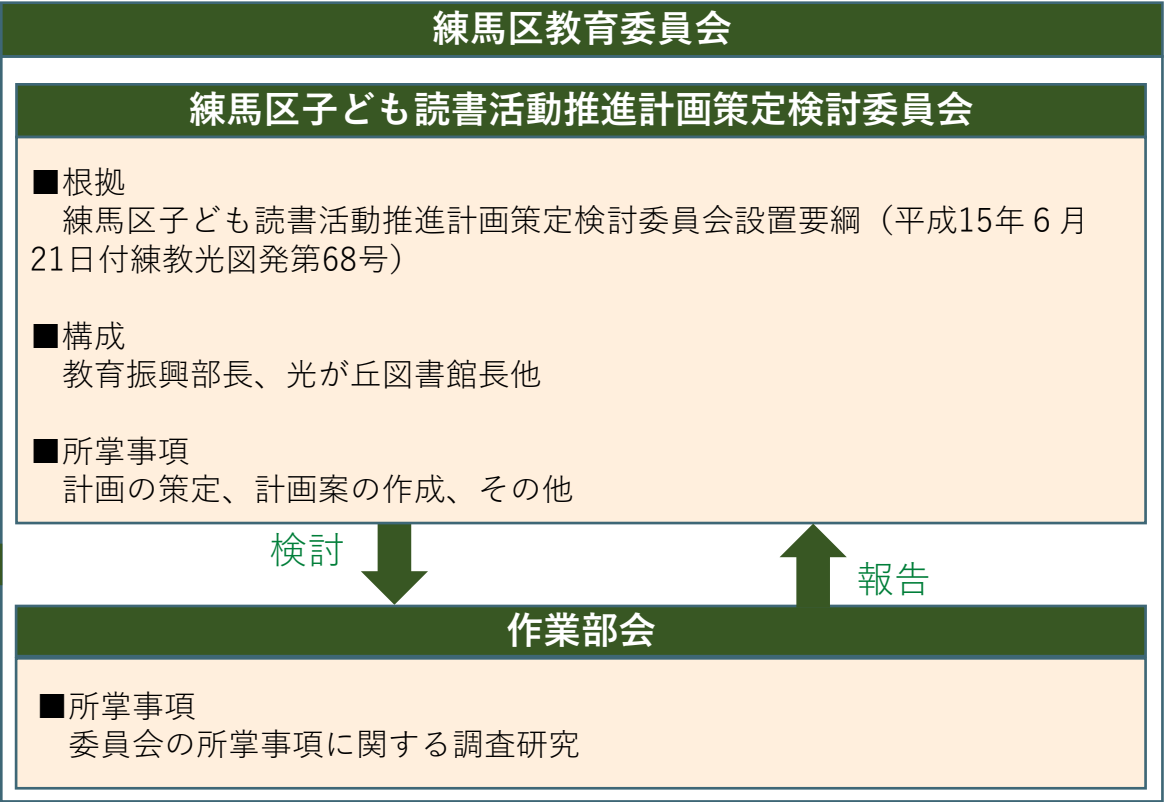 練馬区教育委員会
練馬区子ども読書活動推進計画策定検討委員会
■根拠
　練馬区子ども読書活動推進計画策定検討委員会設置要綱（平成15年６月
21日付練教光図発第68号）
■構成
　教育振興部長、光が丘図書館長他
■所掌事項
　計画の策定、計画案の作成、その他
検討
報告
作業部会
■所掌事項
　委員会の所掌事項に関する調査研究